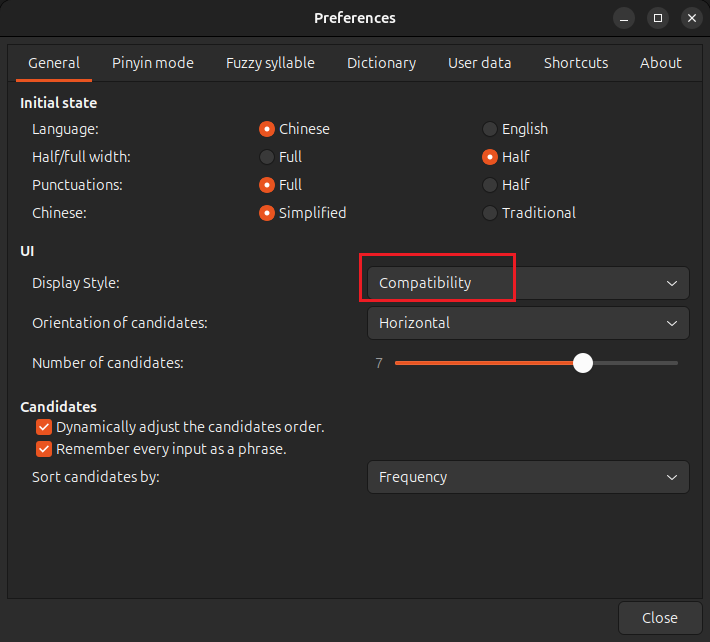 Preferences
General Pinyin mode Fuzzy syllable Dictionary User data Shortcuts About
Initial state
Language: Chinese English
Half/full width: Full Half
Punctuations: Full Half
Chinese: Simplified Traditional
UI
Display Style: Compatibility
Orientation of candidates: Horizontal
Number of candidates: 7
Candidates
Dynamically adjust the candidates order.
Remember every input as a phrase.
Sort candidates by: Frequency
Close